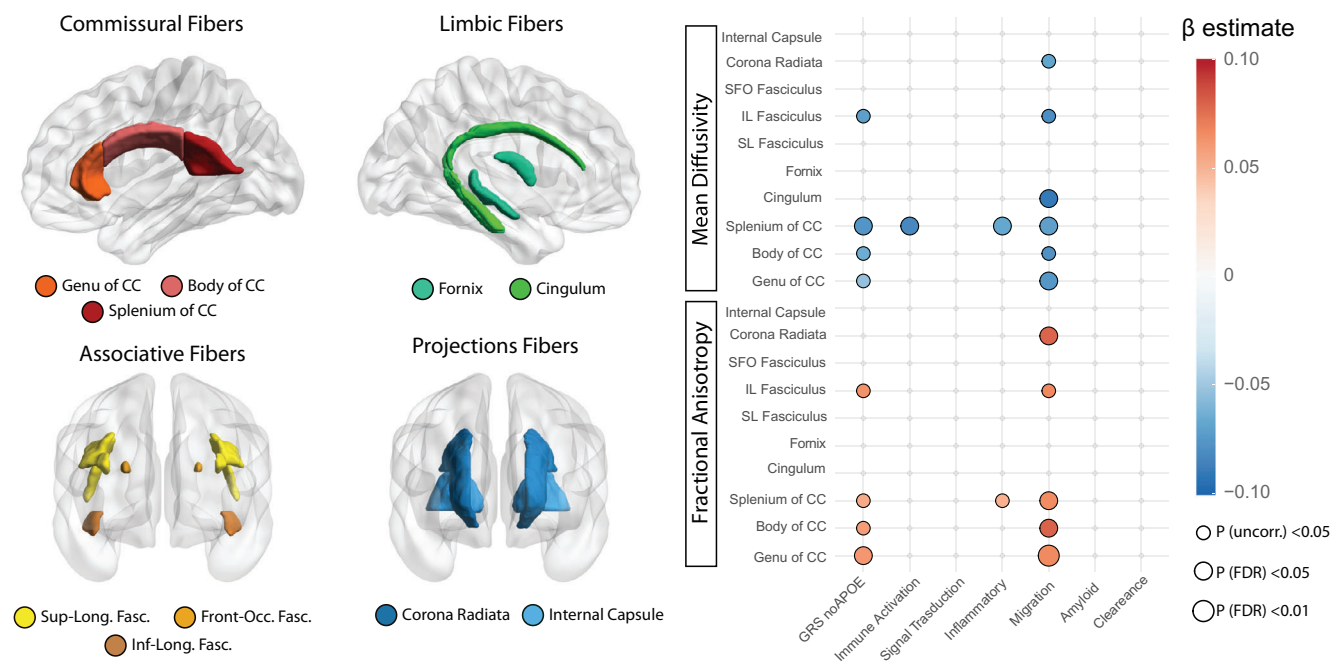 Commissural Fibers
Genu of CC
Body of CC
Splenium of CC
Limbic Fibers
Fornix
Cingulum
Associative Fibers
Sup-Long. Fasc.
Front-Occ. Fasc.
Inf-Long. Fasc.
Projections Fibers
Corona Radiata
Internal Capsule
Mean Diffusivity
Internal Capsule
Corona Radiata
SFO Fasciculus
IL Fasciculus
SL Fasciculus
Fornix
Cingulum
Splenium of CC
Body of CC
Genu of CC
Fractional Anisotropy
Internal Capsule
Corona Radiata
SFO Fasciculus
IL Fasciculus
SL Fasciculus
Fornix
Cingulum
Splenium of CC
Body of CC
Genu of CC
GRS noAPOE
Immune Activation
Signal Trasduction
Inflammatory
Migration
Amyloid
Cleareance
β estimate
0.10
0.05
0
−0.05
−0.10
P (uncorr.) <0.05
P (FDR) <0.05
P (FDR) <0.01